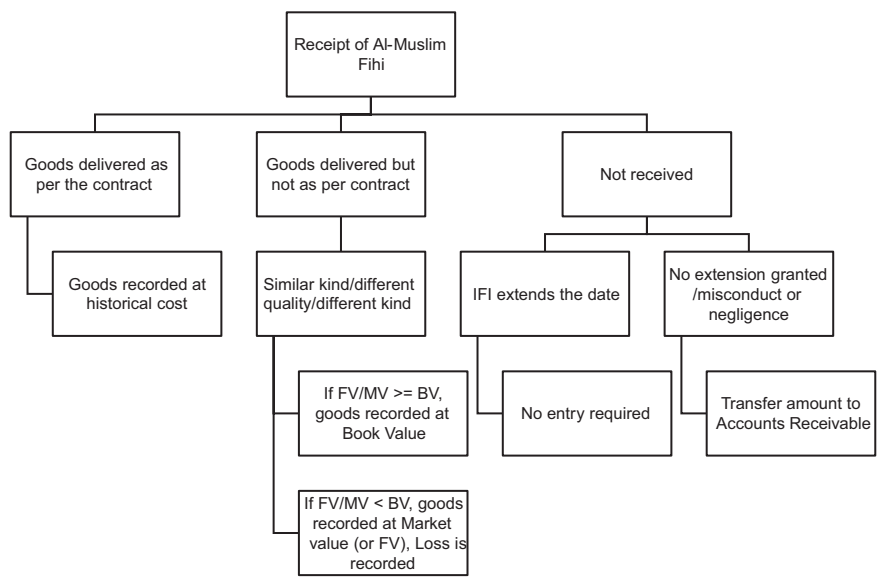 Receipt of Al-Muslim
Fihi
Goods delivered as
per the contract
Goods delivered but
not as per contract
Not received
Goods recorded at
historical cost
Similar kind/different
quality/different kind
IFI extends the date
No extension granted
/misconduct or
negligence
If FV/MV >= BV,
goods recorded at
Book Value
No entry required
Transfer amount to
Accounts Receivable
If FV/MV < BV, goods
recorded at Market
value (or FV), Loss is
recorded